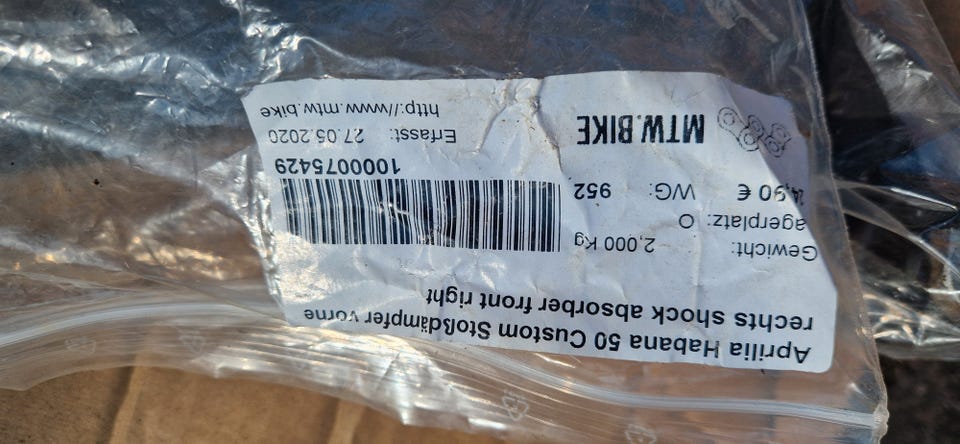 Aprilia Habana 50 Custom Stoßdämpfer vorne
rechts shock absorber front right
Gewicht: 2,000 Kg
agerplatz: O
4,90 € WG: 952
1000075429
MTW.BIKE
Erfasst: 27.05.2020
http://www.mtw.bike